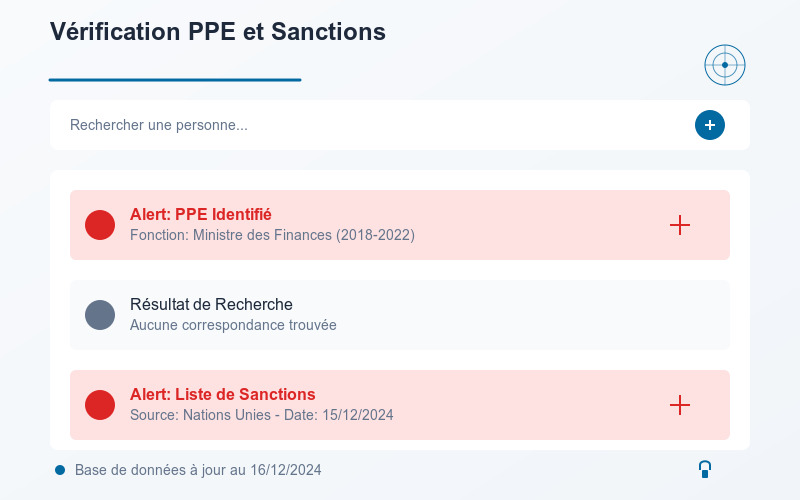 Vérification PPE et Sanctions
Rechercher une personne...
Alert: PPE Identifié
Fonction: Ministre des Finances (2018-2022)
Résultat de Recherche
Aucune correspondance trouvée
Alert: Liste de Sanctions
Source: Nations Unies - Date: 15/12/2024
Base de données à jour au 16/12/2024